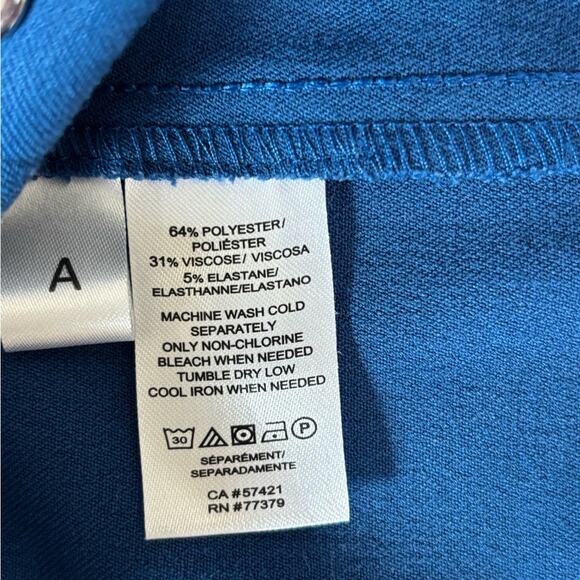 A
64% POLYESTER/
POLIÉSTER
31% VISCOSE/ VISCOSA
5% ELASTANE/
ELASTHANNE/ELASTANO
MACHINE WASH COLD
SEPARATELY
ONLY NON-CHLORINE
BLEACH WHEN NEEDED
TUMBLE DRY LOW
COOL IRON WHEN NEEDED
30 P
SÉPARÉMENT/
SEPARADAMENTE
CA #57421
RN #77379